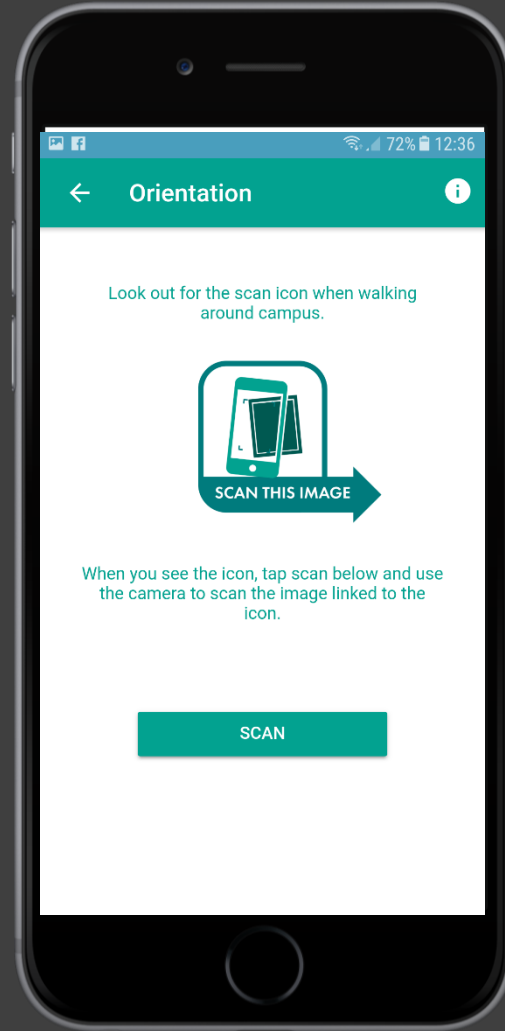 72% 12:36
Orientation
Look out for the scan icon when walking
around campus.
SCAN THIS IMAGE
When you see the icon, tap scan below and use
the camera to scan the image linked to the
icon.
SCAN